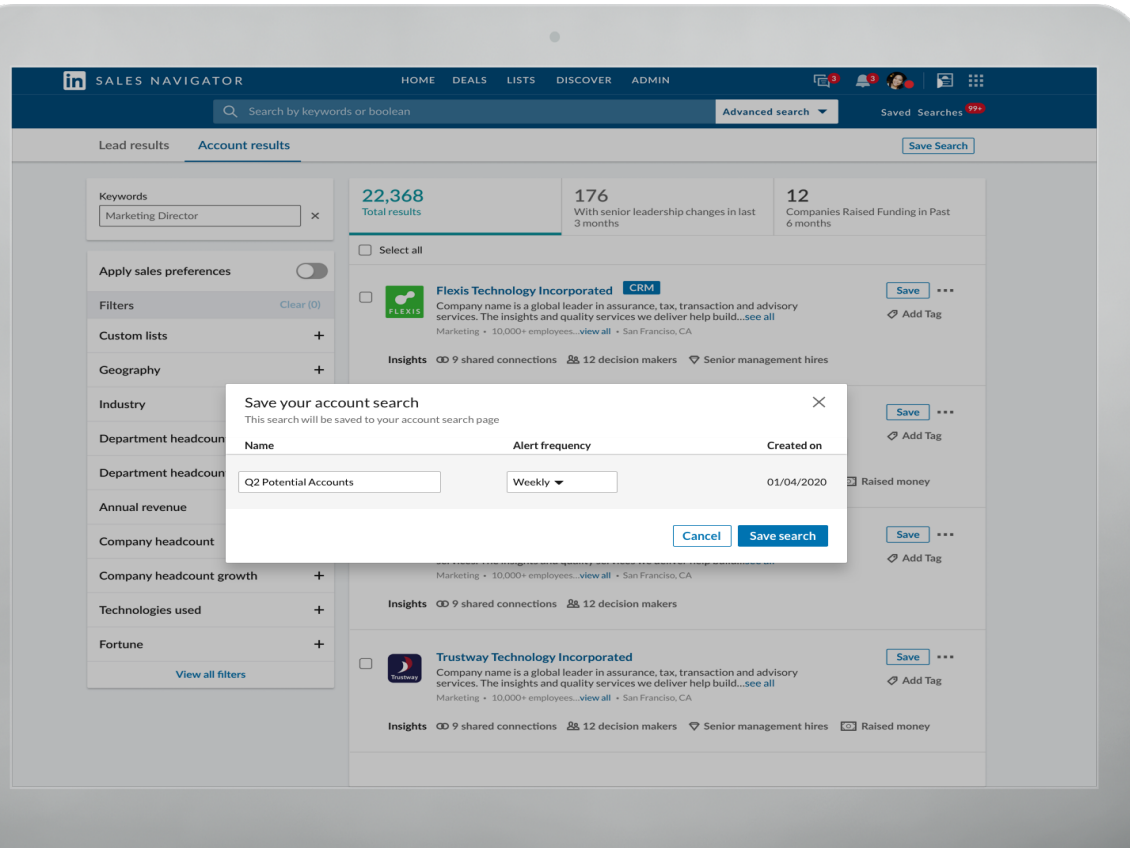 in SALES NAVIGATOR
HOME DEALS LISTS DISCOVER ADMIN
3 3
Search by keywords or boolean
Advanced search
Saved Searches 99+
Lead results Account results
Save Search
Keywords
Marketing Director
Apply sales preferences
Filters Clear (0)
Custom lists
Geography
Industry
Department headcoun
Department headcoun
Annual revenue
Company headcount
Company headcount growth
Technologies used
Fortune
View all filters
22,368
Total results
176
With senior leadership changes in last
3 months
12
Companies Raised Funding in Past
6 months
Select all
FLEXIS
Flexis Technology Incorporated CRM
Company name is a global leader in assurance, tax, transaction and advisory
services. The insights and quality services we deliver help build...see all
Marketing • 10,000+ employees...view all • San Franciso, CA
Insights 9 shared connections 12 decision makers Senior management hires
Save
Add Tag
Save your account search
This search will be saved to your account search page
Name Alert frequency Created on
Q2 Potential Accounts Weekly 01/04/2020
Cancel Save search
Save
Add Tag
Raised money
Save
Add Tag
Marketing • 10,000+ employees...view all • San Franciso, CA
Insights 9 shared connections 12 decision makers
Trustway
Trustway Technology Incorporated
Company name is a global leader in assurance, tax, transaction and advisory
services. The insights and quality services we deliver help build...see all
Marketing • 10,000+ employees...view all • San Franciso, CA
Insights 9 shared connections 12 decision makers Senior management hires Raised money
Save
Add Tag